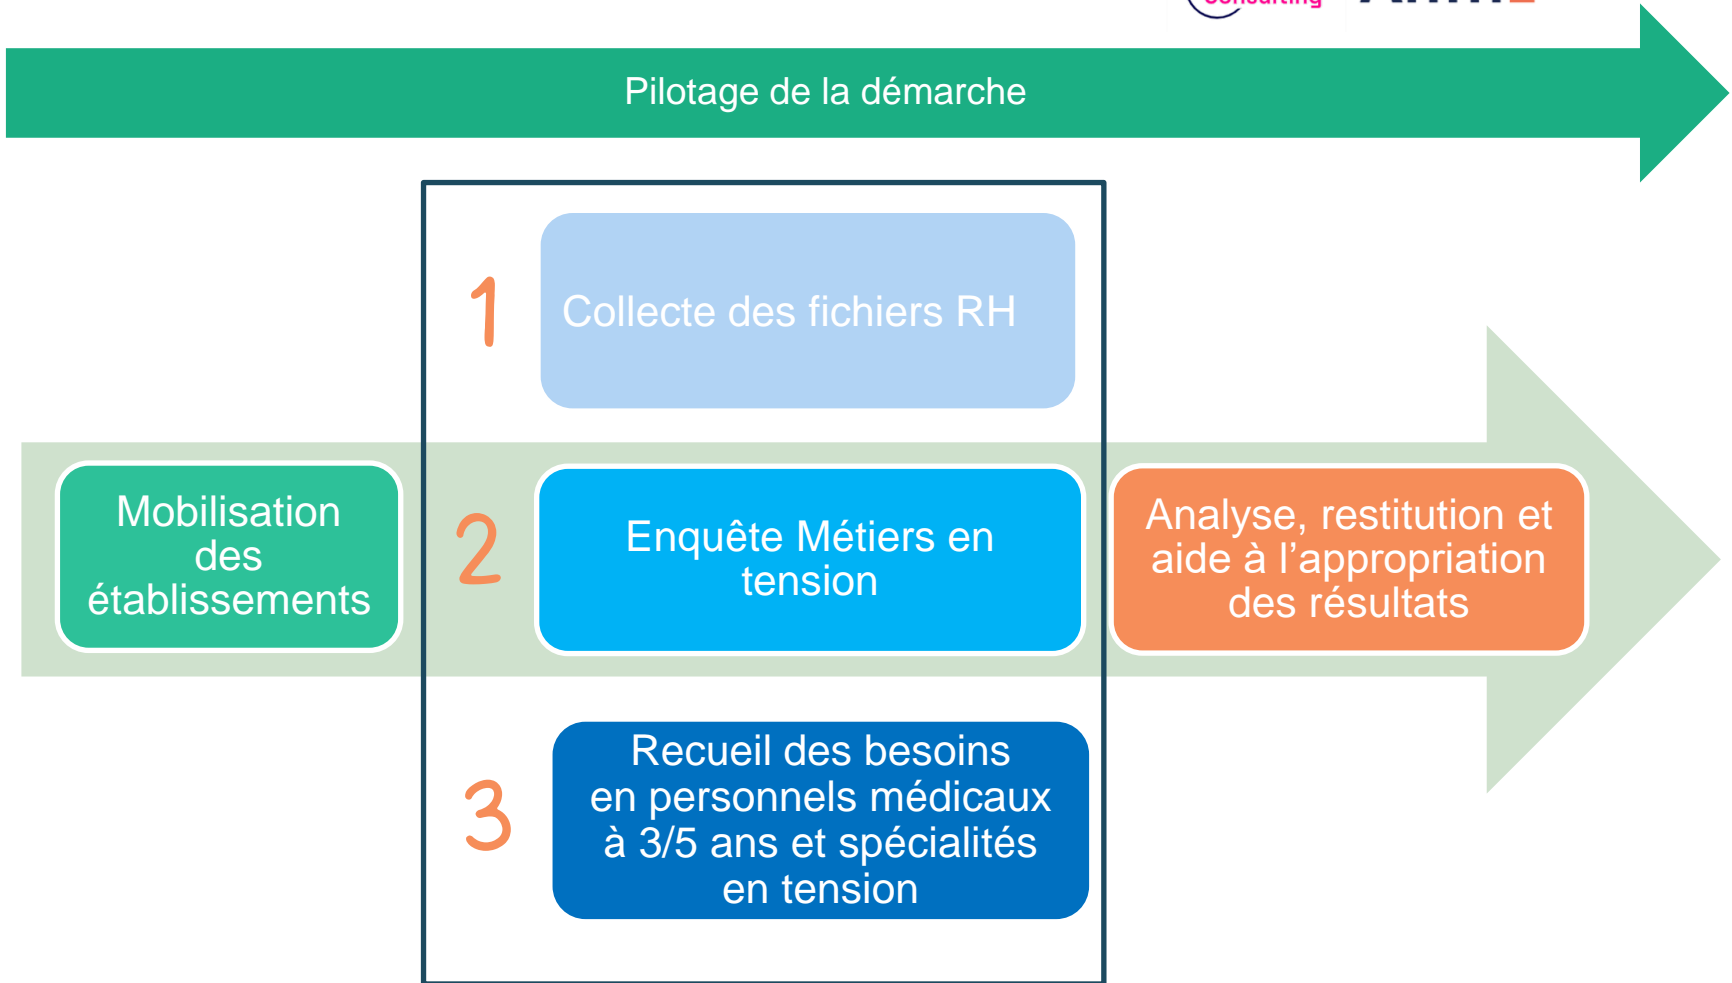 Pilotage de la démarche
1
Collecte des fichiers RH
Mobilisation
des
établissements
2
Enquête Métiers en
tension
Analyse, restitution et
aide à l’appropriation
des résultats
3
Recueil des besoins
en personnels médicaux
à 3/5 ans et spécialités
en tension